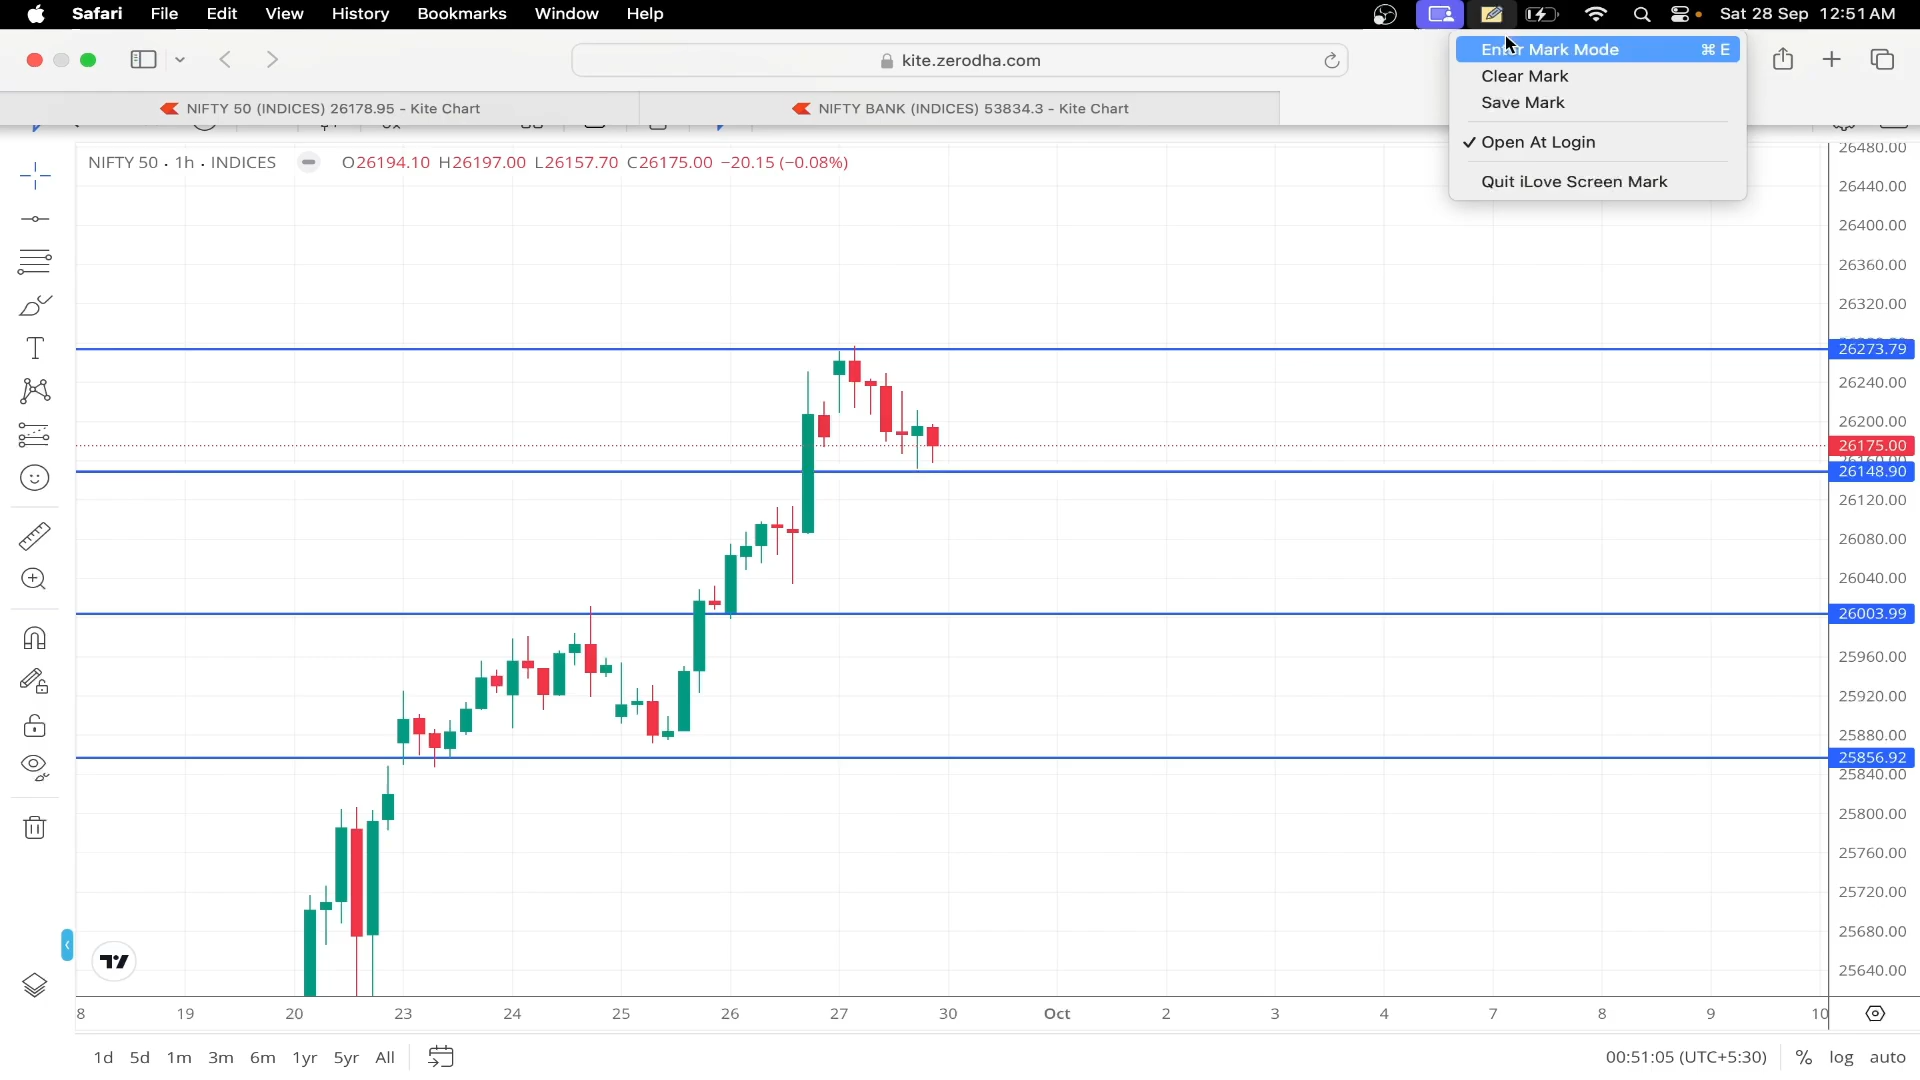 Safari File Edit View History Bookmarks Window Help Sat 28 Sep 12:51 AM
kite.zerodha.com
Enter Mark Mode ⌘ E
Clear Mark
Save Mark
✓ Open At Login
Quit iLove Screen Mark
NIFTY 50 (INDICES) 26178.95 - Kite Chart
NIFTY BANK (INDICES) 53834.3 - Kite Chart
NIFTY 50 · 1h · INDICES O26194.10 H26197.00 L26157.70 C26175.00 −20.15 (−0.08%)
26480.00
26440.00
26400.00
26360.00
26320.00
26273.79
26240.00
26200.00
26175.00
26160.00
26148.90
26120.00
26080.00
26040.00
26003.99
25960.00
25920.00
25880.00
25856.92
25840.00
25800.00
25760.00
25720.00
25680.00
25640.00
8 19 20 23 24 25 26 27 30 Oct 2 3 4 7 8 9 10
1d 5d 1m 3m 6m 1yr 5yr All 00:51:05 (UTC+5:30) % log auto